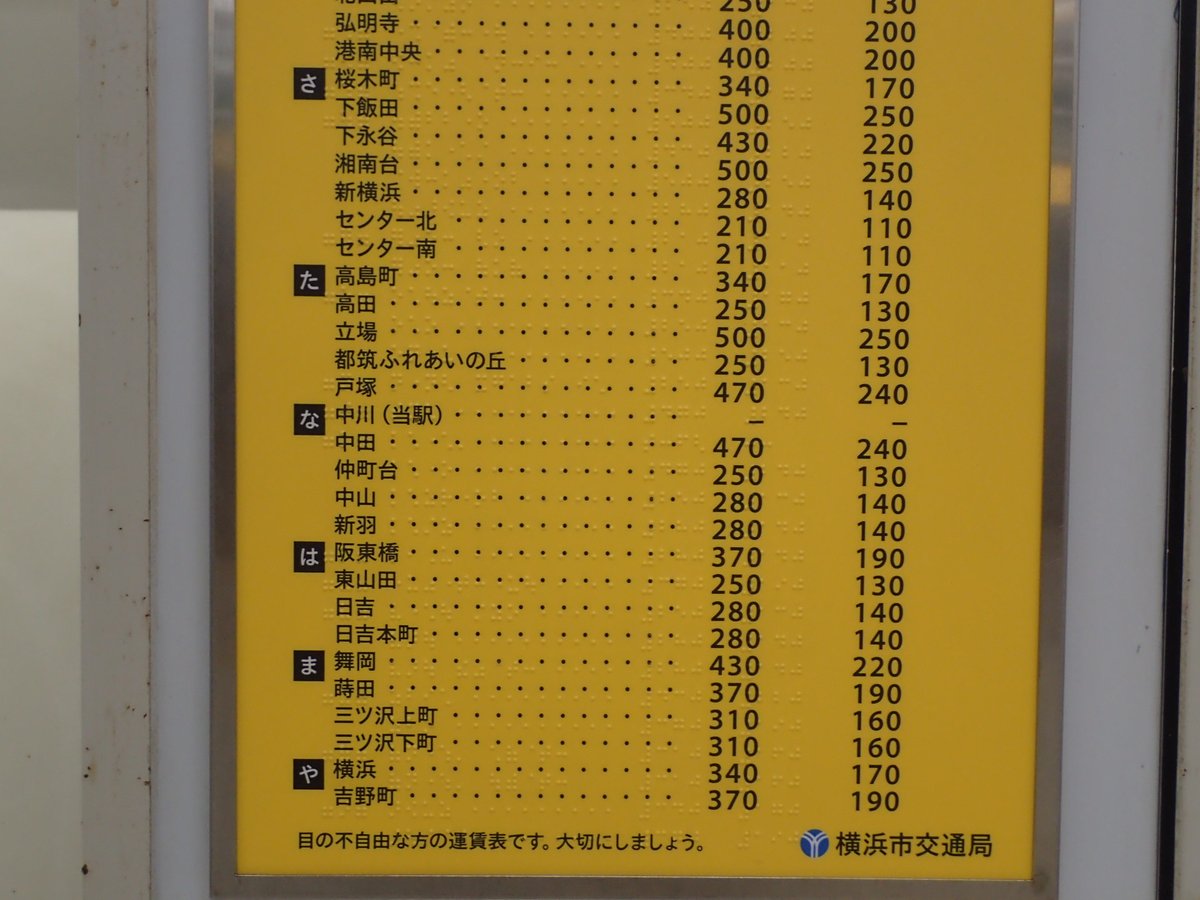 250 130
弘明寺 400 200
港南中央 400 200
さ 桜木町 340 170
下飯田 500 250
下永谷 430 220
湘南台 500 250
新横浜 280 140
センター北 210 110
センター南 210 110
た 高島町 340 170
高田 250 130
立場 500 250
都筑ふれあいの丘 250 130
戸塚 470 240
な 中川(当駅) – –
中田 470 240
仲町台 250 130
中山 280 140
新羽 280 140
は 阪東橋 370 190
東山田 250 130
日吉 280 140
日吉本町 280 140
ま 舞岡 430 220
蒔田 370 190
三ツ沢上町 310 160
三ツ沢下町 310 160
や 横浜 340 170
吉野町 370 190
目の不自由な方の運賃表です。大切にしましょう。 横浜市交通局